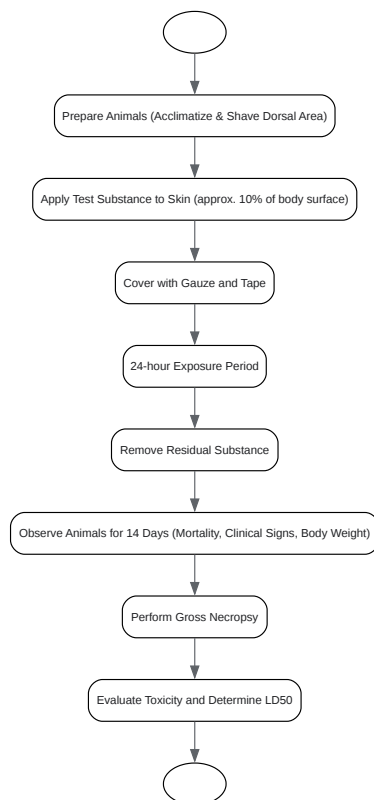 Prepare Animals (Acclimatize & Shave Dorsal Area)
Apply Test Substance to Skin (approx. 10% of body surface)
Cover with Gauze and Tape
24-hour Exposure Period
Remove Residual Substance
Observe Animals for 14 Days (Mortality, Clinical Signs, Body Weight)
Perform Gross Necropsy
Evaluate Toxicity and Determine LD50